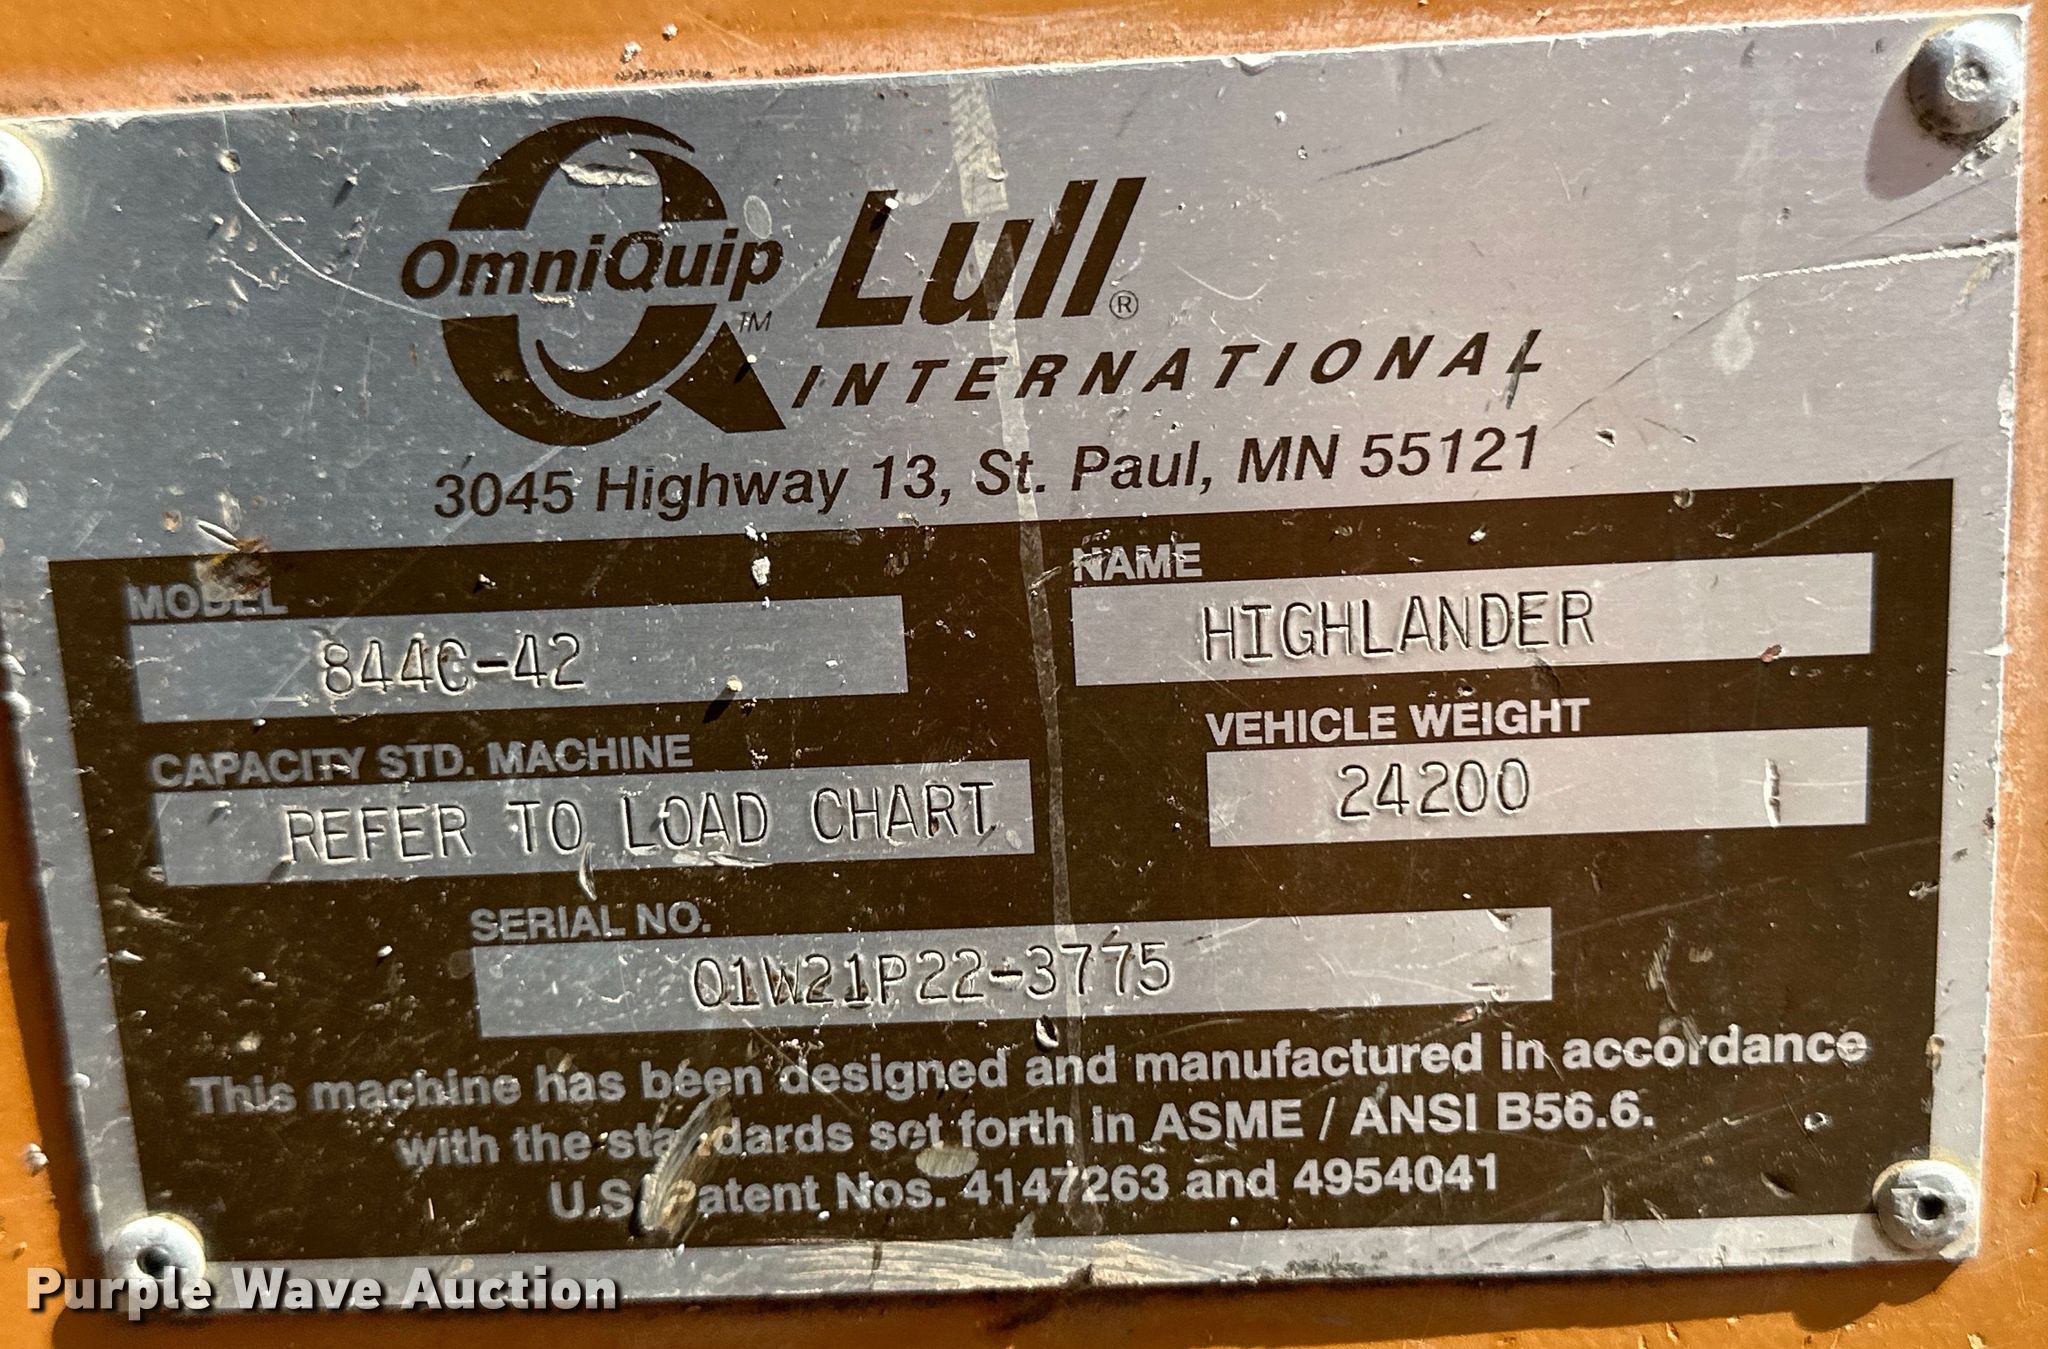 OmniQuip TM
Lull ®
INTERNATIONAL
3045 Highway 13, St. Paul, MN 55121
MODEL
844C-42
NAME
HIGHLANDER
CAPACITY STD. MACHINE
REFER TO LOAD CHART
VEHICLE WEIGHT
24200
SERIAL NO.
01W21P22-3775
This machine has been designed and manufactured in accordance
with the standards set forth in ASME / ANSI B56.6.
U.S. Patent Nos. 4147263 and 4954041
Purple Wave Auction